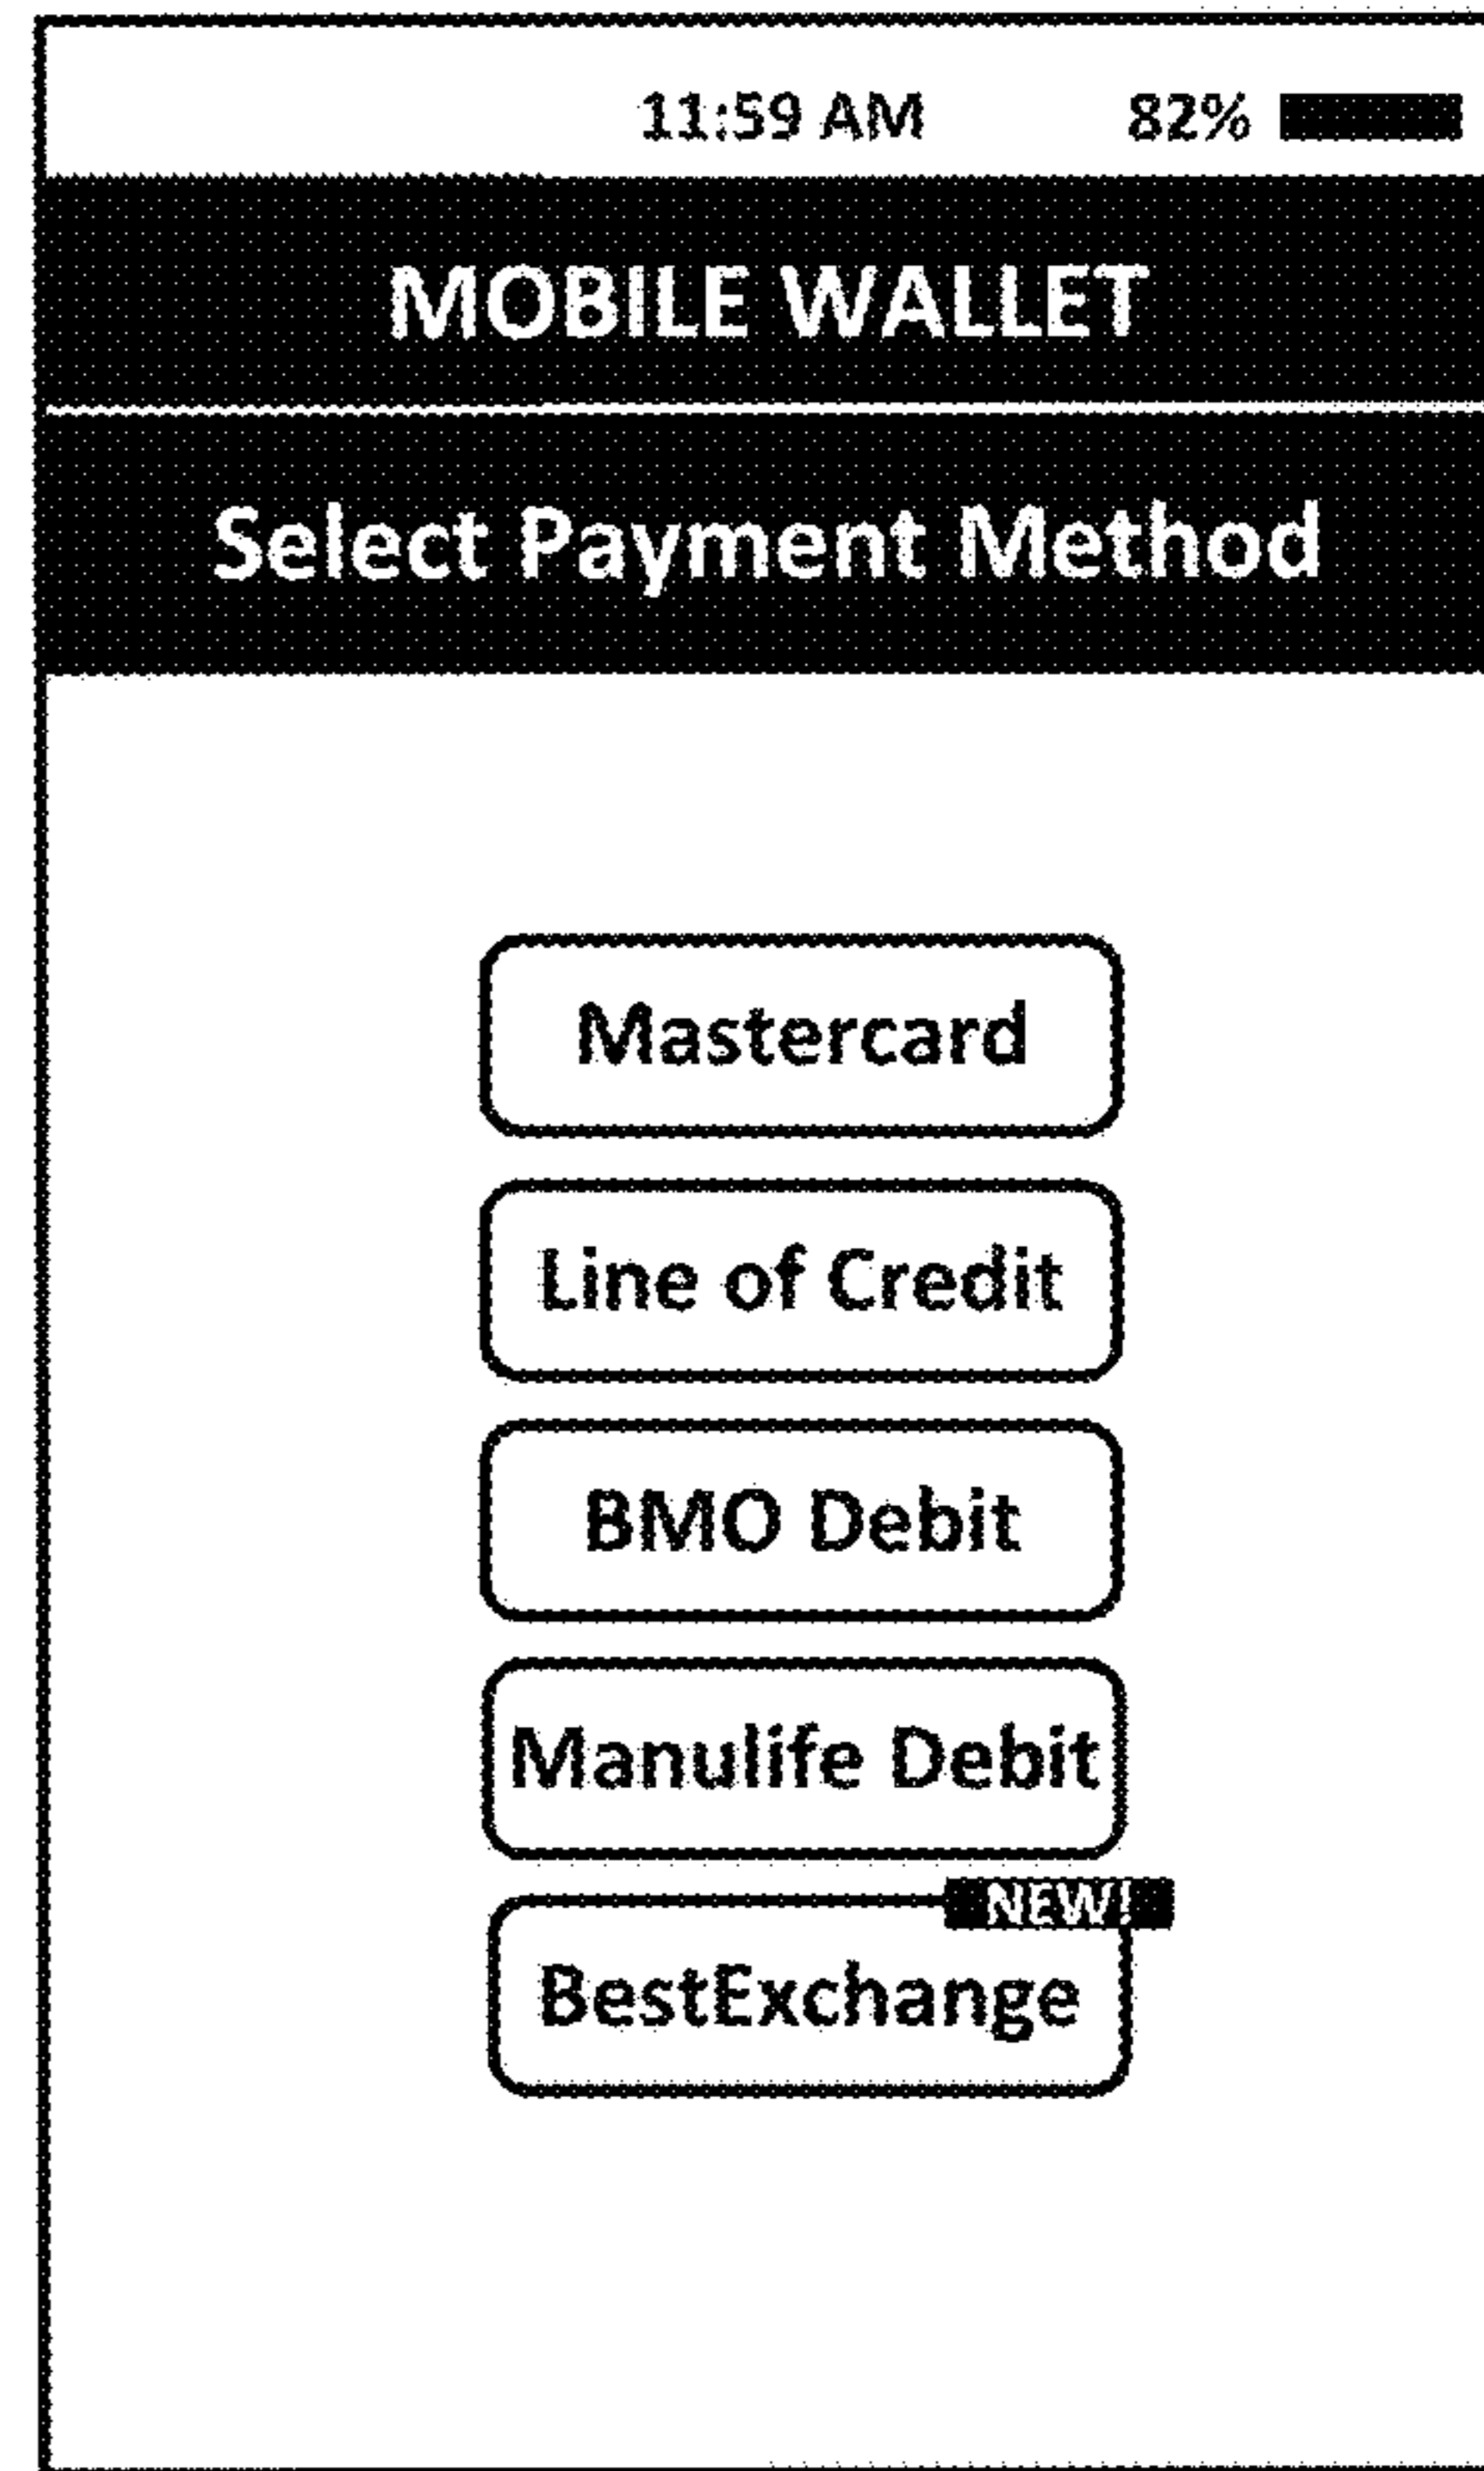 11:59 AM 82%
MOBILE WALLET
Select Payment Method
Mastercard
Line of Credit
BMO Debit
Manulife Debit
NEW!
BestExchange